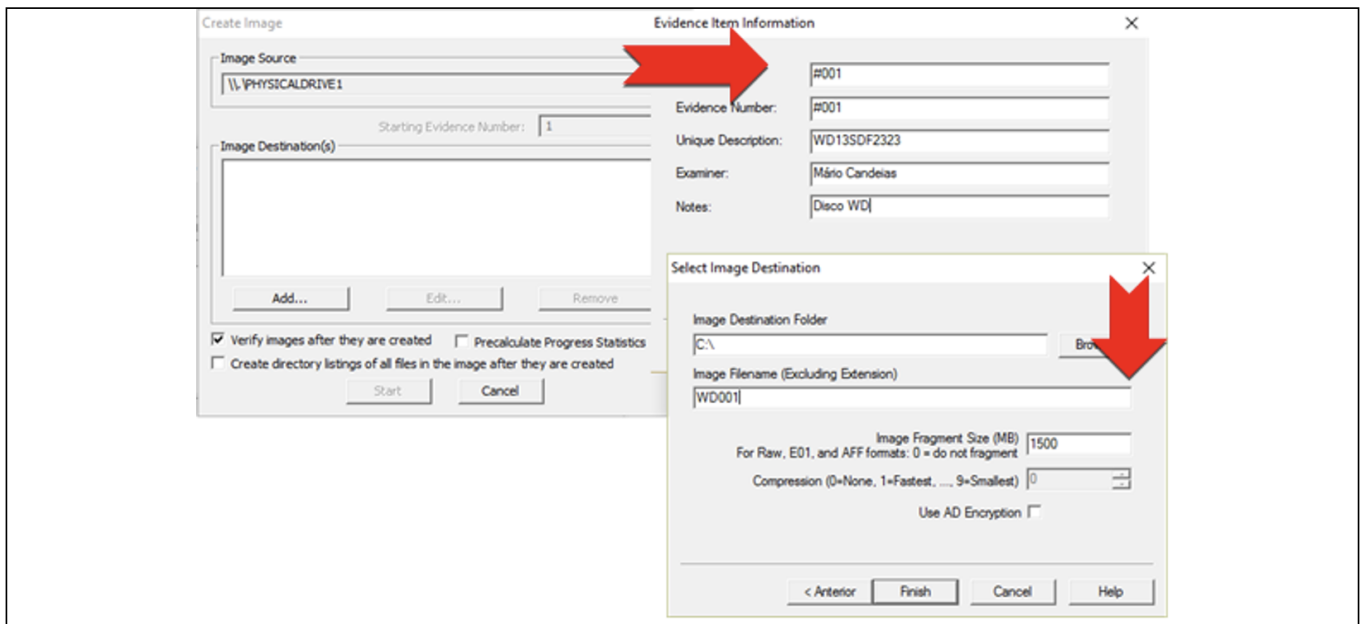 Create Image
Image Source
\\.\PHYSICALDRIVE1
Starting Evidence Number: 1
Image Destination(s)
Add... Edit... Remove
Verify images after they are created Precalculate Progress Statistics
Create directory listings of all files in the image after they are created
Start Cancel
Evidence Item Information
#001
Evidence Number: #001
Unique Description: WD13SDF2323
Examiner: Mário Candeias
Notes: Disco WD
Select Image Destination
Image Destination Folder
C:\
Image Filename (Excluding Extension)
WD001
Image Fragment Size (MB) 1500
For Raw, E01, and AFF formats: 0 = do not fragment
Compression (0=None, 1=Fastest, ..., 9=Smallest) 0
Use AD Encryption
< Anterior Finish Cancel Help